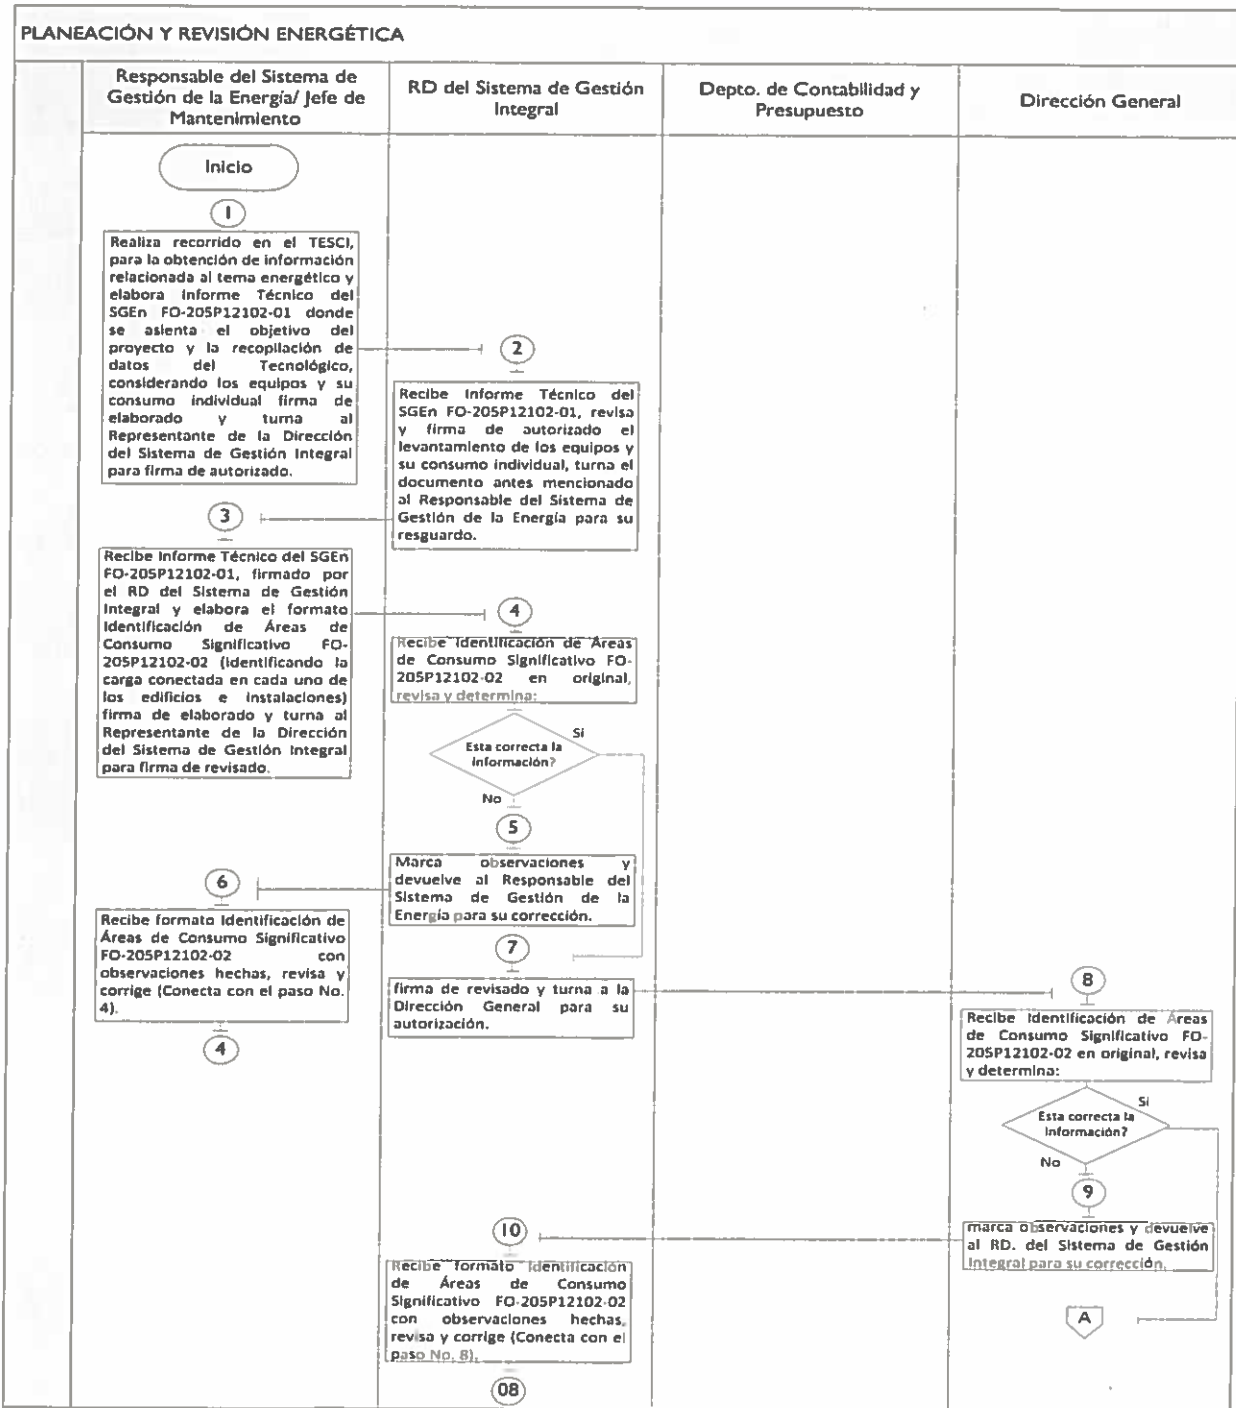 PLANEACIÓN Y REVISIÓN ENERGÉTICA
Responsable del Sistema de
Gestión de la Energía/ Jefe de
Mantenimiento
RD del Sistema de Gestión
Integral
Depto. de Contabilidad y
Presupuesto
Dirección General
Inicio
1
Realiza recorrido en el TESCI,
para la obtención de información
relacionada al tema energético y
elabora Informe Técnico del
SGEn FO-205P12102-01 donde
se asienta el objetivo del
proyecto y la recopilación de
datos del Tecnológico,
considerando los equipos y su
consumo individual firma de
elaborado y turna al
Representante de la Dirección
del Sistema de Gestión Integral
para firma de autorizado.
2
Recibe Informe Técnico del
SGEn FO-205P12102-01, revisa
y firma de autorizado el
levantamiento de los equipos y
su consumo individual, turna el
documento antes mencionado
al Responsable del Sistema de
Gestión de la Energía para su
resguardo.
3
Recibe Informe Técnico del SGEn
FO-205P12102-01, firmado por
el RD del Sistema de Gestión
Integral y elabora el formato
Identificación de Áreas de
Consumo Significativo FO-
205P12102-02 (identificando la
carga conectada en cada uno de
los edificios e instalaciones)
firma de elaborado y turna al
Representante de la Dirección
del Sistema de Gestión Integral
para firma de revisado.
4
Recibe Identificación de Áreas
de Consumo Significativo FO-
205P12102-02 en original,
revisa y determina:
Si
Esta correcta la
información?
No
5
Marca observaciones y
devuelve al Responsable del
Sistema de Gestión de la
Energía para su corrección.
6
Recibe formato Identificación de
Áreas de Consumo Significativo
FO-205P12102-02 con
observaciones hechas, revisa y
corrige (Conecta con el paso No.
4).
4
7
firma de revisado y turna a la
Dirección General para su
autorización.
8
Recibe Identificación de Áreas
de Consumo Significativo FO-
205P12102-02 en original, revisa
y determina:
Si
Esta correcta la
información?
No
9
marca observaciones y devuelve
al RD. del Sistema de Gestión
Integral para su corrección.
A
10
Recibe formato Identificación
de Áreas de Consumo
Significativo FO-205P12102-02
con observaciones hechas,
revisa y corrige (Conecta con el
paso No. 8).
08